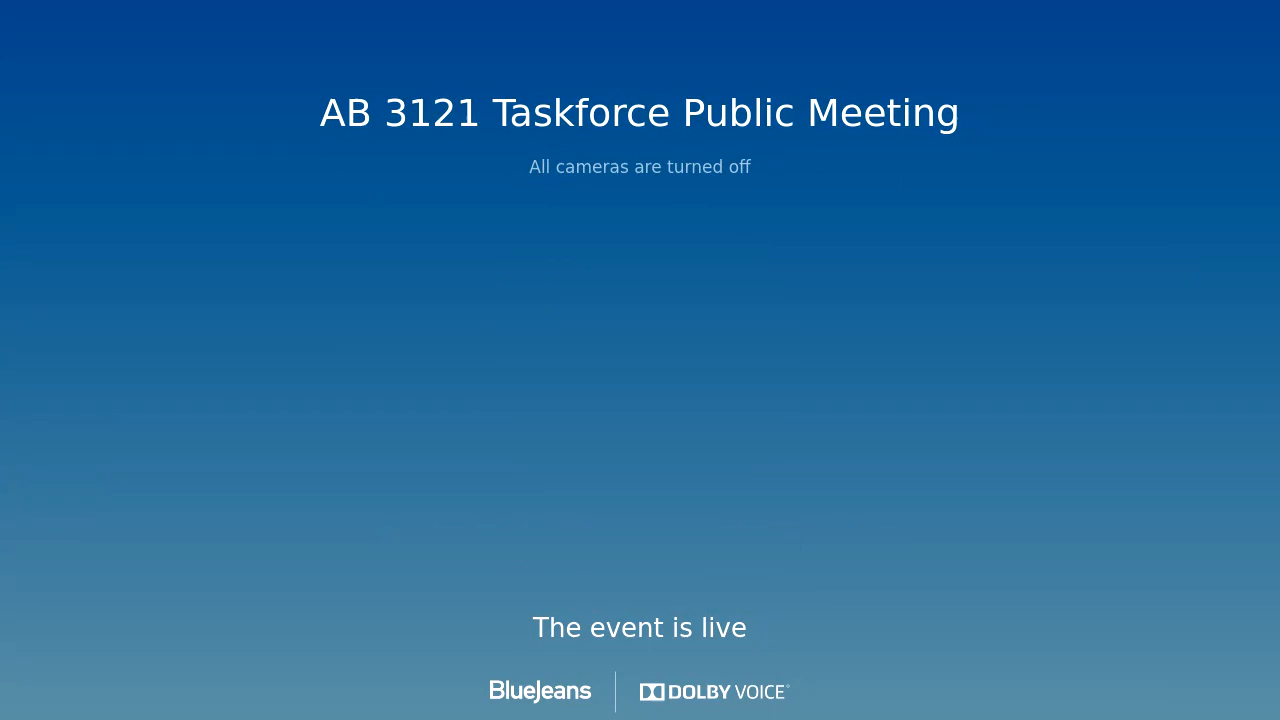 AB 3121 Taskforce Public Meeting
All cameras are turned off
The event is live
BlueJeans
DOLBY VOICE®